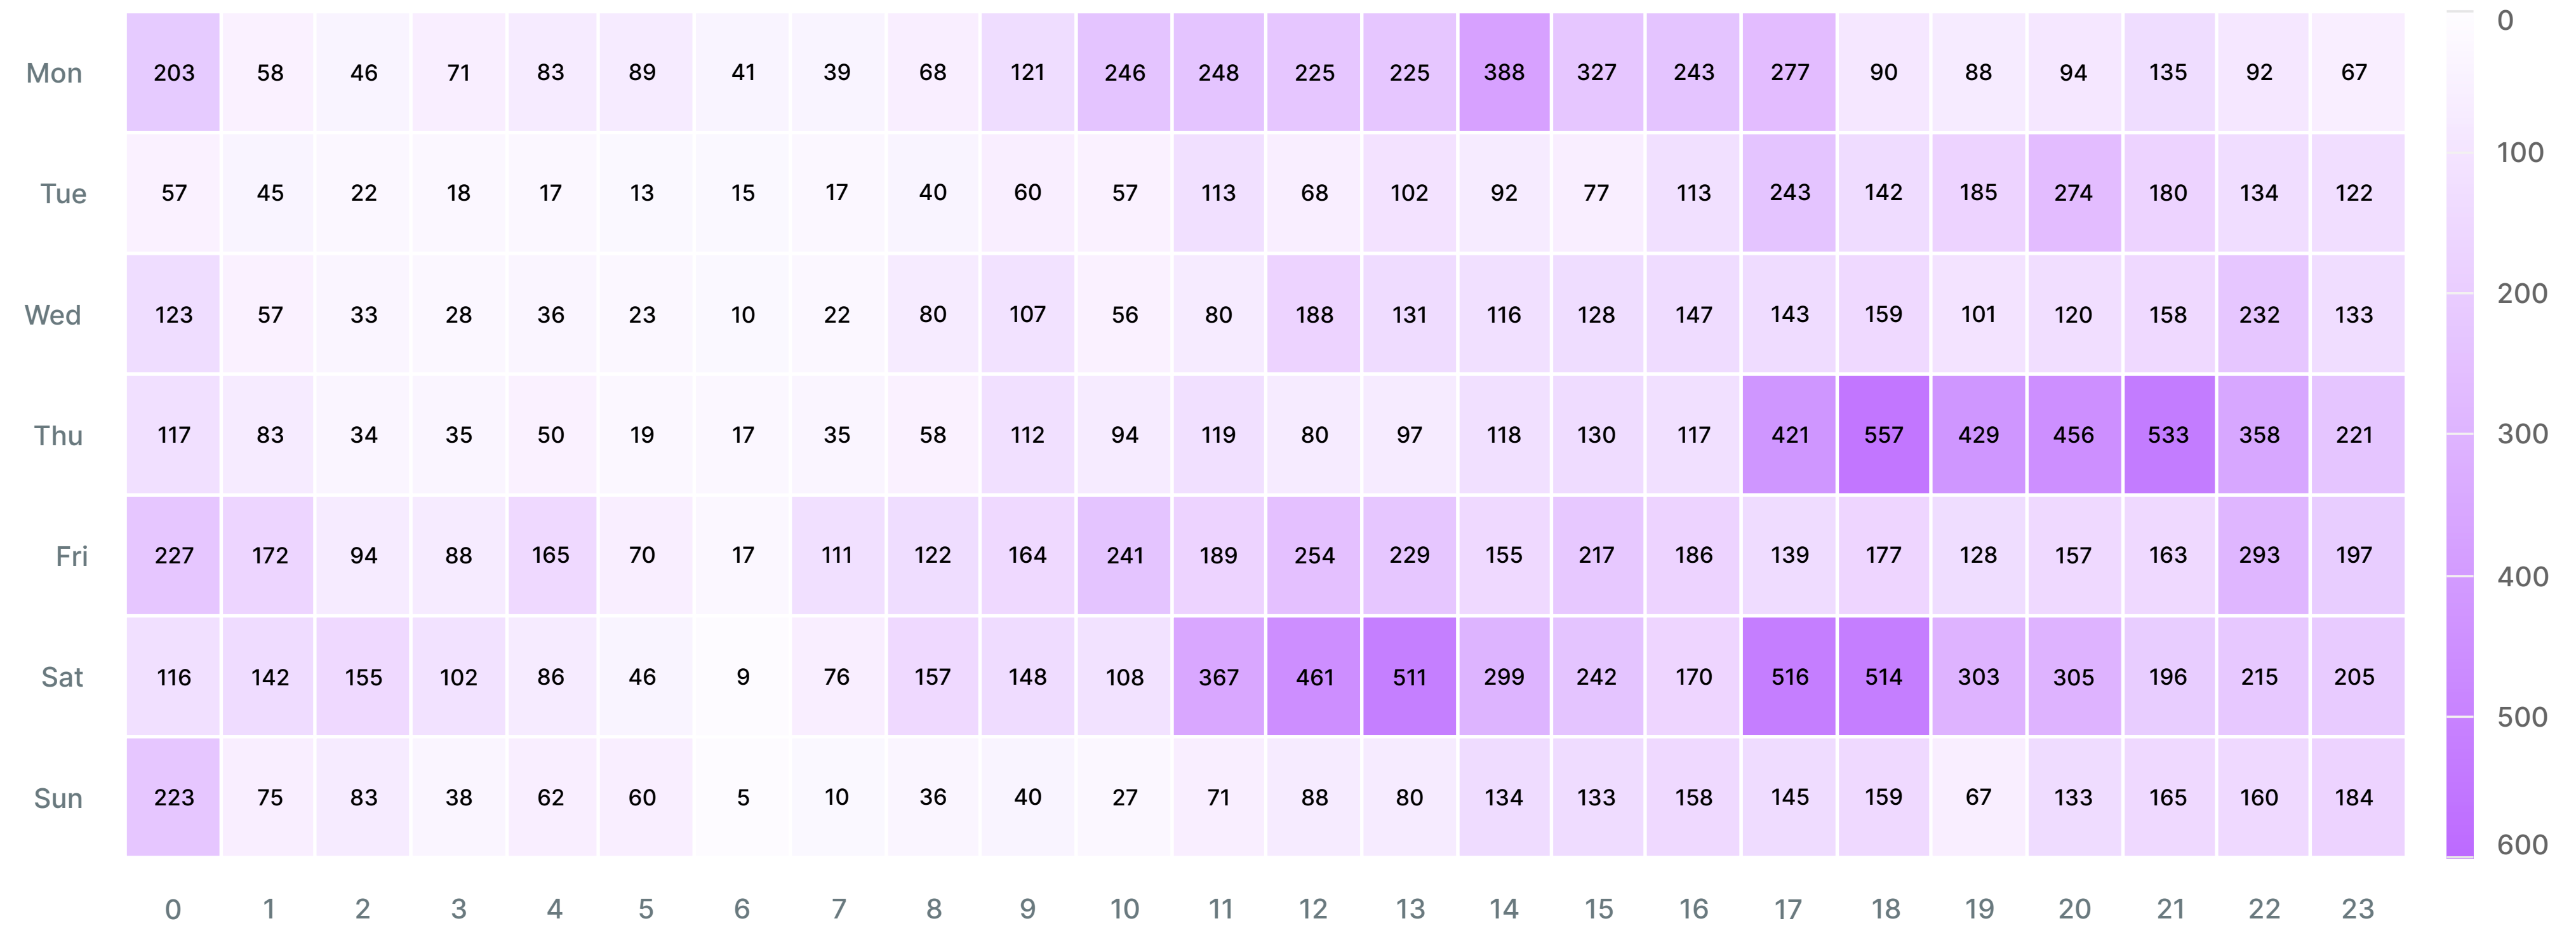 Mon 203 58 46 71 83 89 41 39 68 121 246 248 225 225 388 327 243 277 90 88 94 135 92 67 0
Tue 57 45 22 18 17 13 15 17 40 60 57 113 68 102 92 77 113 243 142 185 274 180 134 122 100
Wed 123 57 33 28 36 23 10 22 80 107 56 80 188 131 116 128 147 143 159 101 120 158 232 133 200
Thu 117 83 34 35 50 19 17 35 58 112 94 119 80 97 118 130 117 421 557 429 456 533 358 221 300
Fri 227 172 94 88 165 70 17 111 122 164 241 189 254 229 155 217 186 139 177 128 157 163 293 197 400
Sat 116 142 155 102 86 46 9 76 157 148 108 367 461 511 299 242 170 516 514 303 305 196 215 205 500
Sun 223 75 83 38 62 60 5 10 36 40 27 71 88 80 134 133 158 145 159 67 133 165 160 184 600
0 1 2 3 4 5 6 7 8 9 10 11 12 13 14 15 16 17 18 19 20 21 22 23